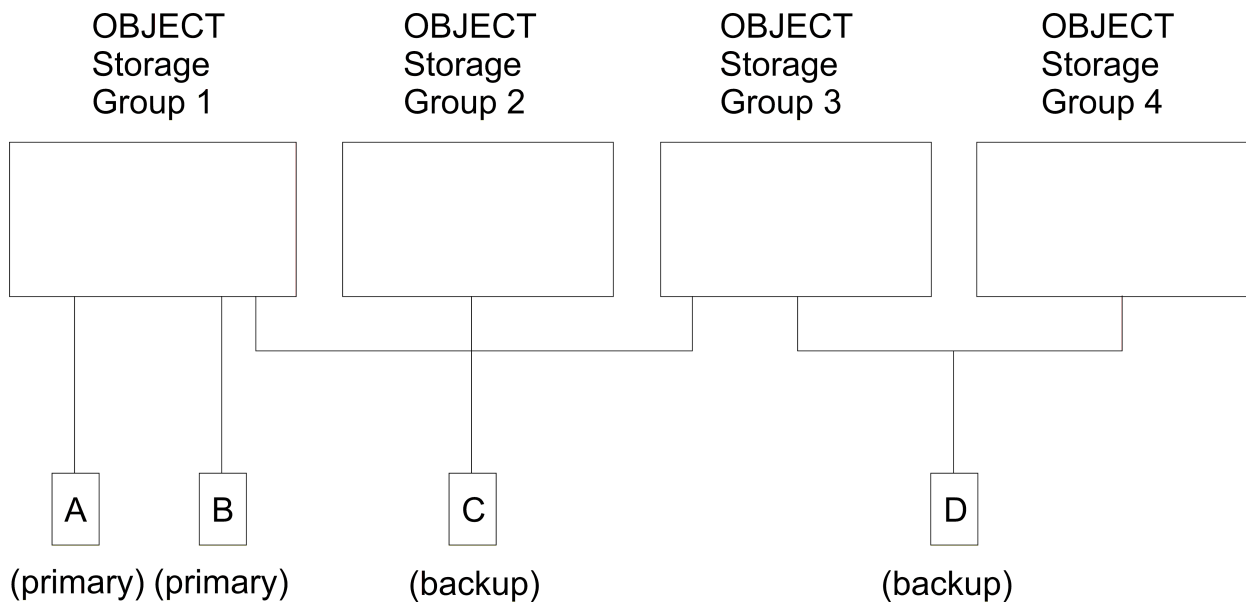 OBJECT
Storage
Group 1
OBJECT
Storage
Group 2
OBJECT
Storage
Group 3
OBJECT
Storage
Group 4
A
B
C
D
(primary)
(primary)
(backup)
(backup)